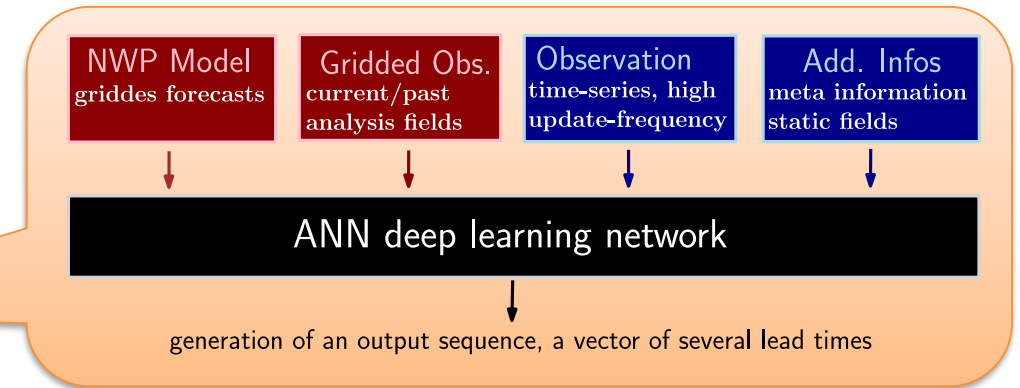 NWP Model
griddes forecasts
Gridded Obs.
current/past
analysis fields
Observation
time-series, high
update-frequency
Add. Infos
meta information
static fields
ANN deep learning network
generation of an output sequence, a vector of several lead times